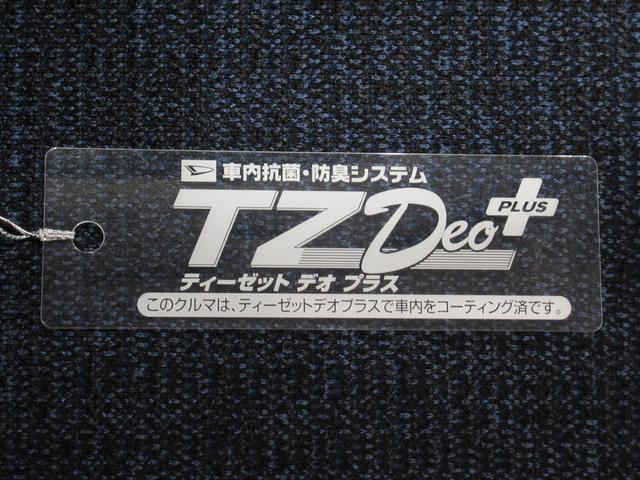 車内抗菌・防臭システム
TZ Deo PLUS
ティーゼット デオ プラス
このクルマは、ティーゼットデオプラスで車内をコーティング済です。